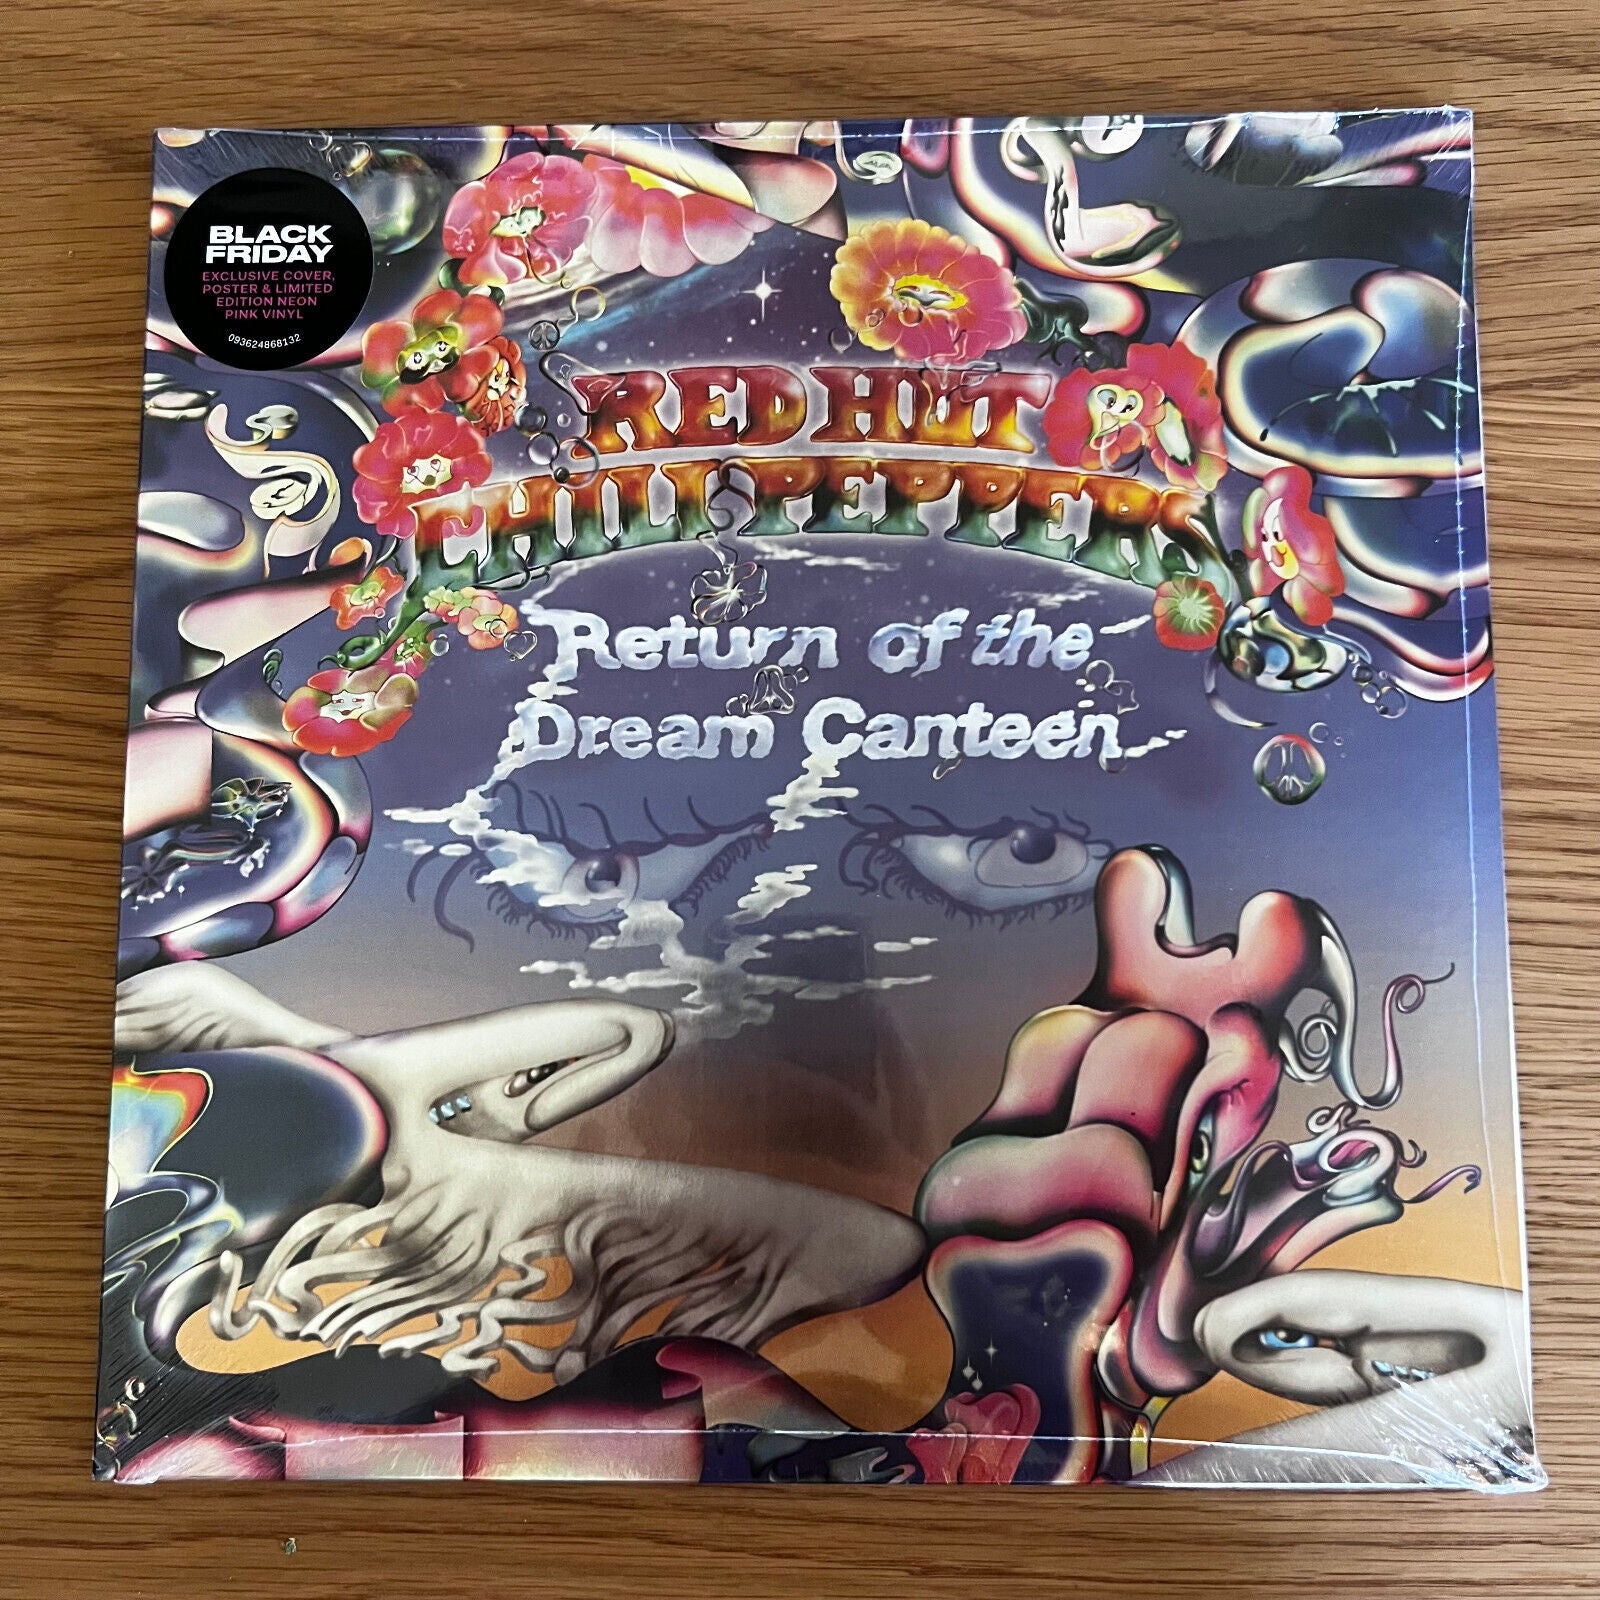 BLACK
FRIDAY
EXCLUSIVE COVER,
POSTER & LIMITED
EDITION NEON
PINK VINYL
093624868132
RED HOT
CHILI PEPPERS
Return of the
Dream Canteen